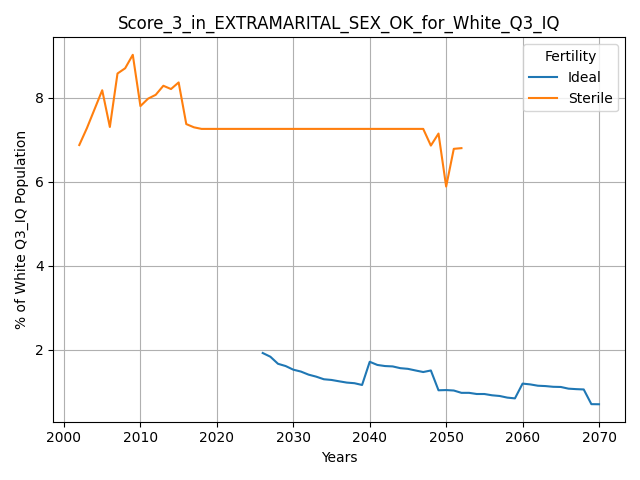 Score_3_in_EXTRAMARITAL_SEX_OK_for_White_Q3_IQ
Fertility
Ideal
Sterile
% of White Q3_IQ Population
8
6
4
2
2000 2010 2020 2030 2040 2050 2060 2070
Years